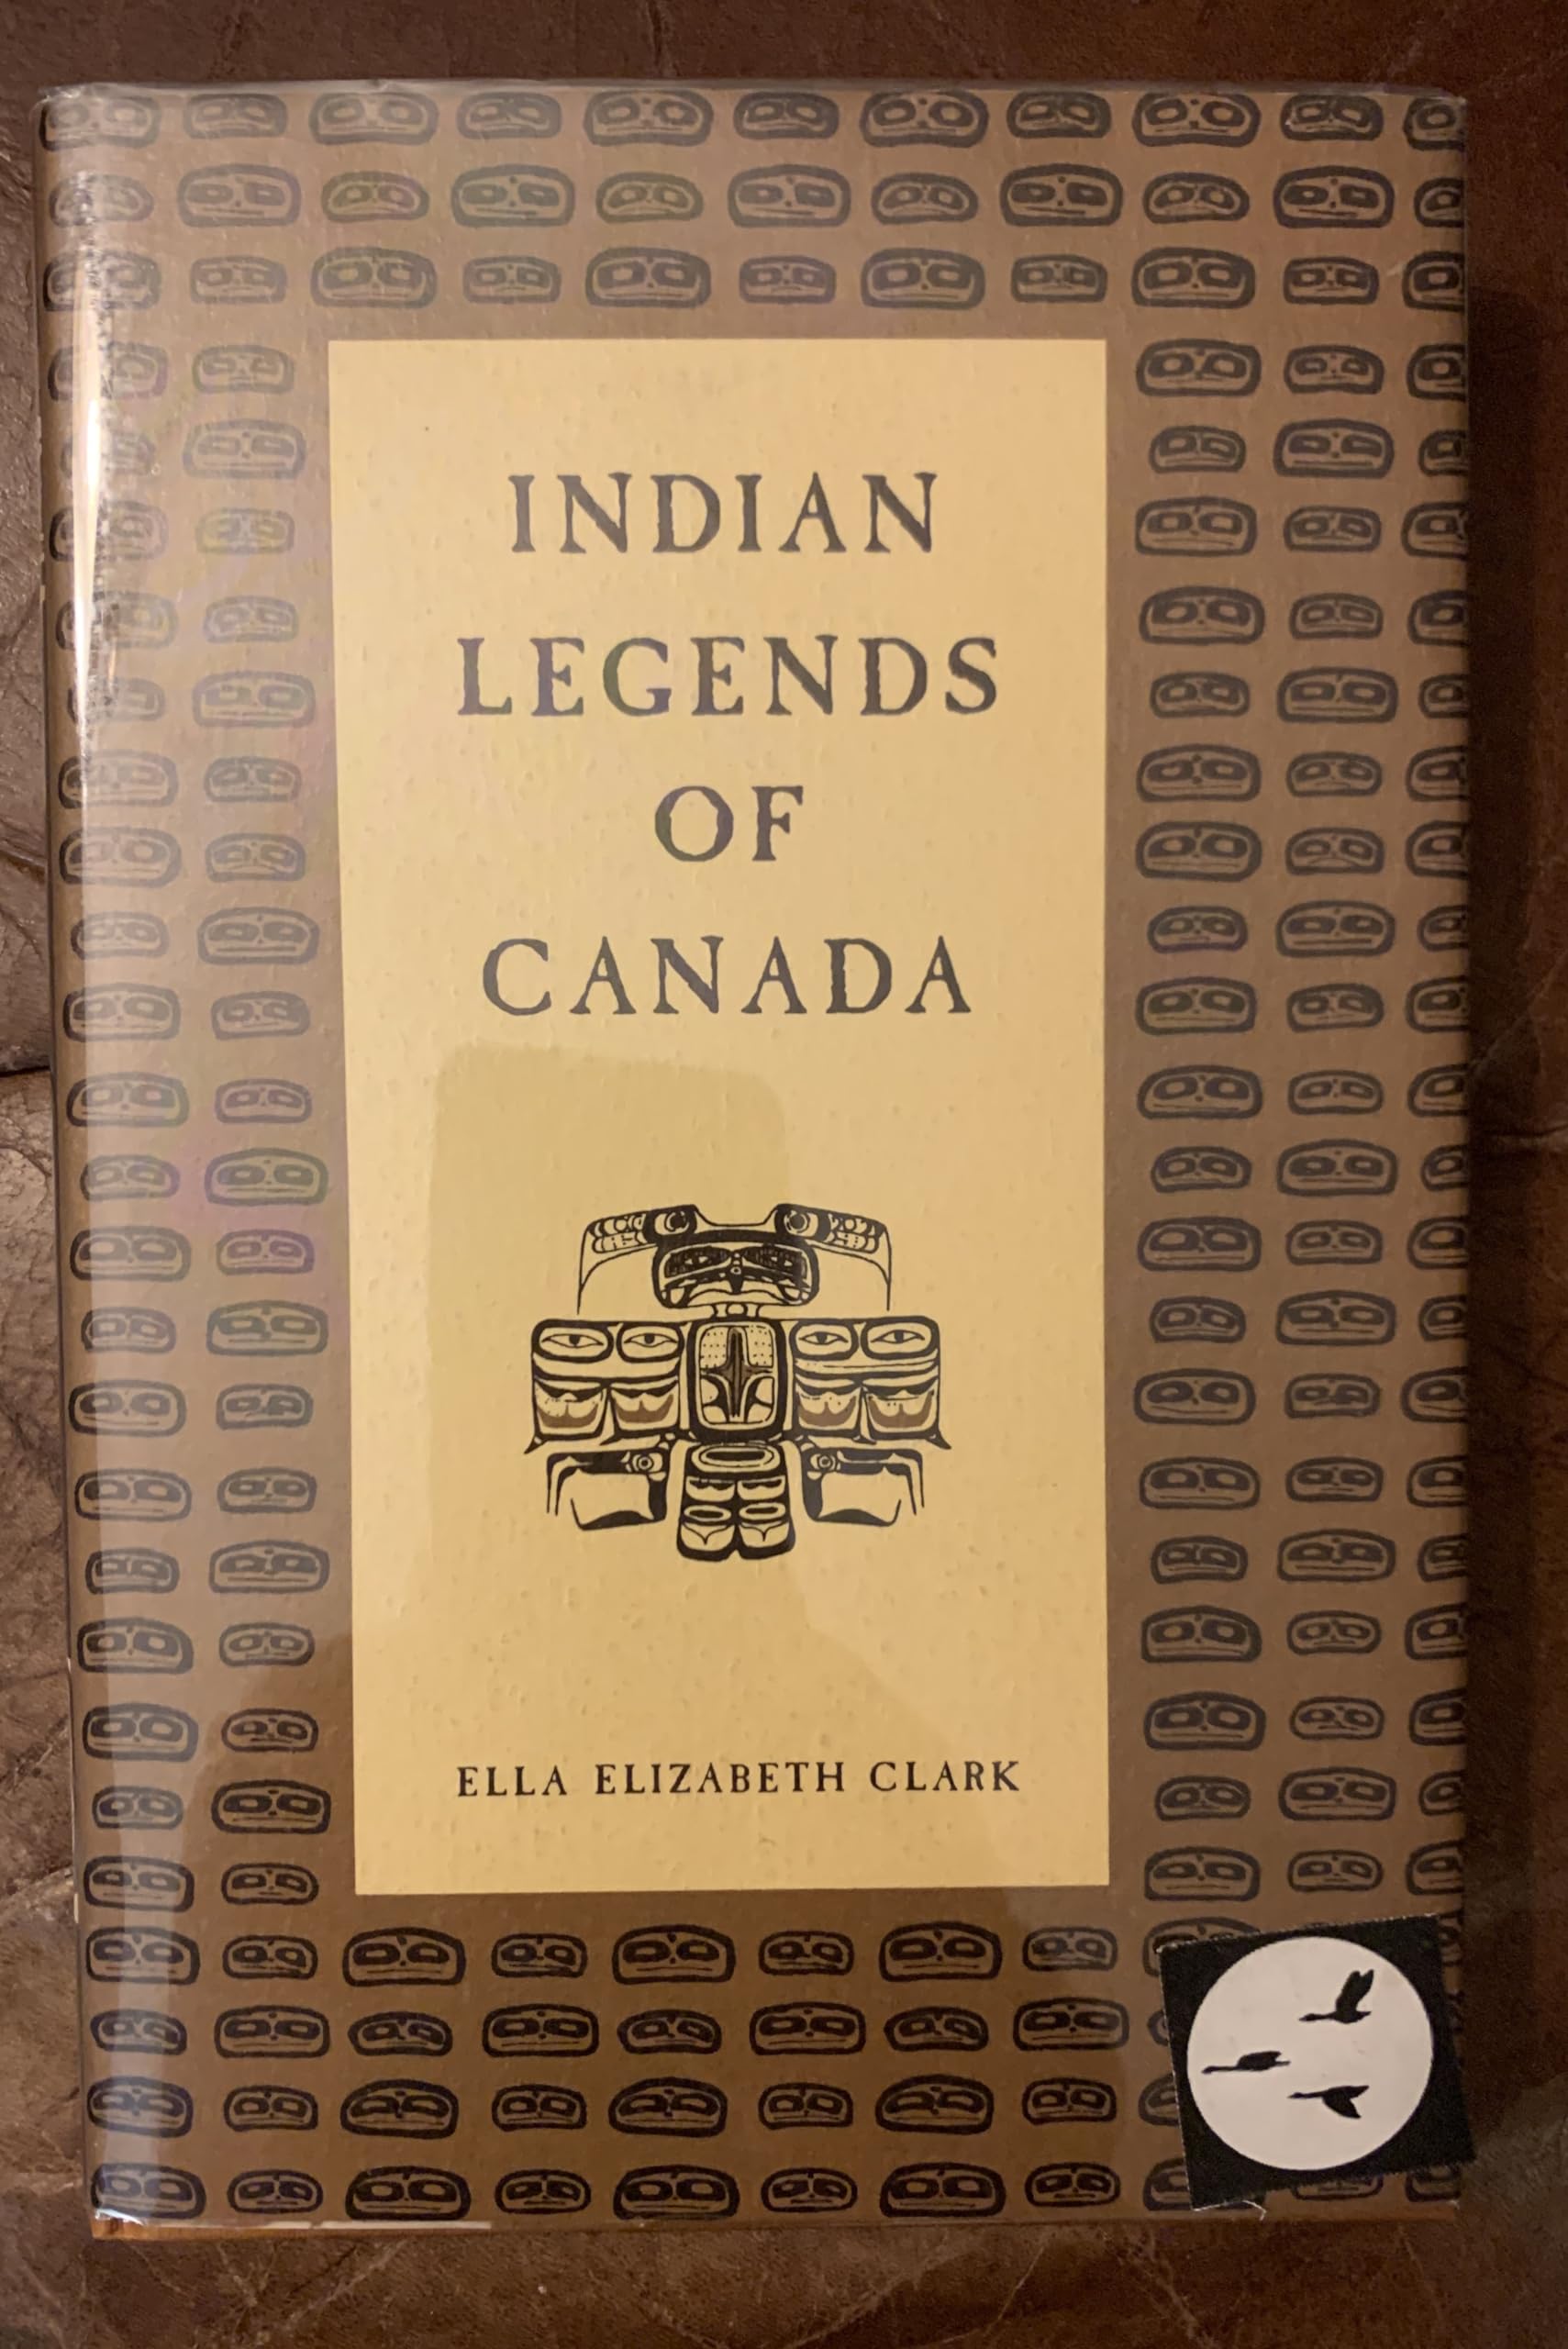 INDIAN
LEGENDS
OF
CANADA
ELLA ELIZABETH CLARK